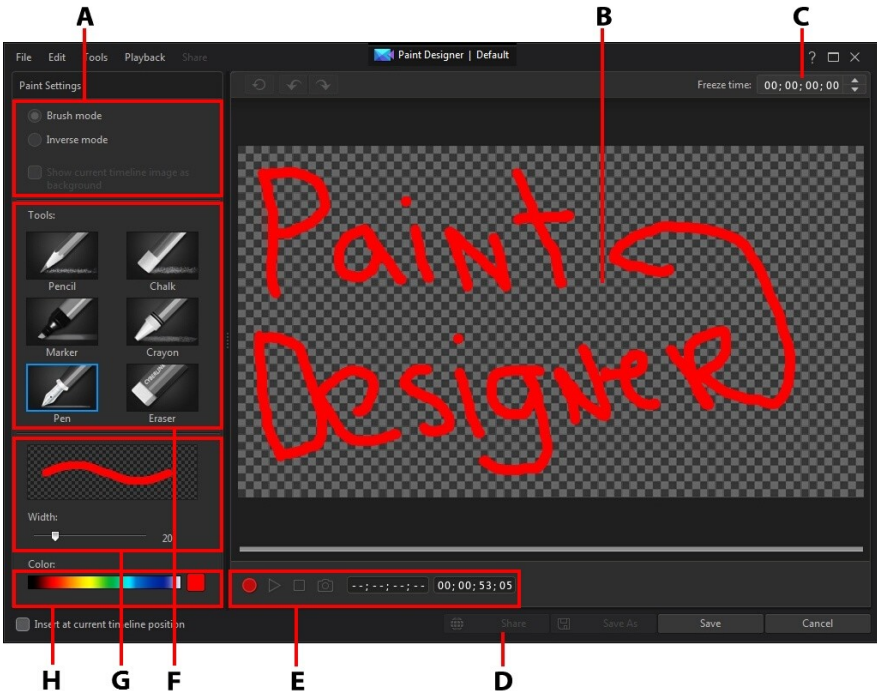 A B C
File Edit Tools Playback Share Paint Designer | Default ?
Paint Settings Freeze time: 00;00;00;00
Brush mode
Inverse mode
Show current timeline image as
background
Tools:
Pencil Chalk
Marker Crayon
Pen Eraser
Paint
Designer
Width:
20
Color:
--;--;--;-- 00;00;53;05
Insert at current timeline position Share Save As Save Cancel
H G F E D